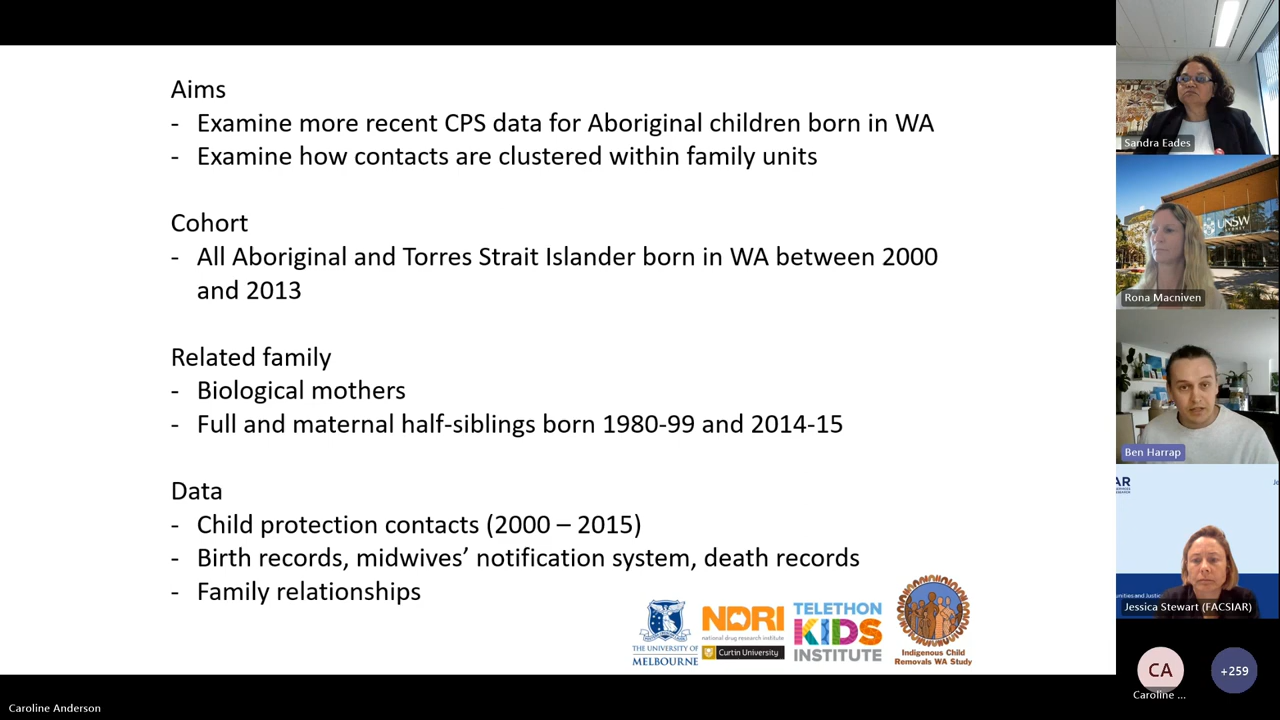 Aims
- Examine more recent CPS data for Aboriginal children born in WA
- Examine how contacts are clustered within family units
Cohort
- All Aboriginal and Torres Strait Islander born in WA between 2000
and 2013
Related family
- Biological mothers
- Full and maternal half-siblings born 1980-99 and 2014-15
Data
- Child protection contacts (2000 – 2015)
- Birth records, midwives’ notification system, death records
- Family relationships
THE UNIVERSITY OF
MELBOURNE
NDRI
national drug research institute
Curtin University
TELETHON
KIDS
INSTITUTE
Indigenous Child
Removals WA Study
Sandra Eades
UNSW
Rona Macniven
Ben Harrap
AR
Jessica Stewart (FACSIAR)
CA
Caroline ...
+259
Caroline Anderson